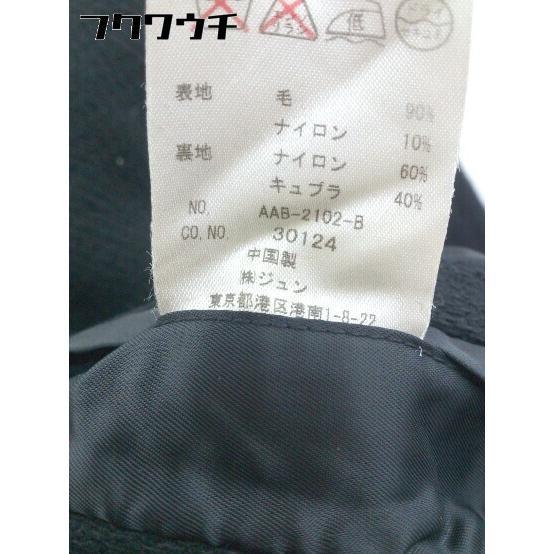 フクワウチ
低
表地 毛 90%
ナイロン 10%
裏地 ナイロン 60%
キュプラ 40%
NO. AAB-2102-B
CO.NO. 30124
中国製
㈱ジュン
東京都港区港南1-8-22